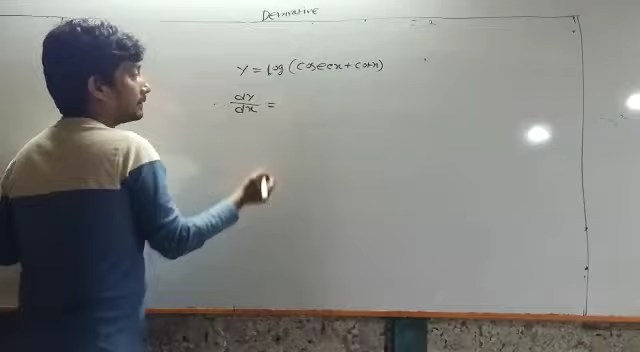 Derivative
y = log (cosecx + cotx)
dy/dx =